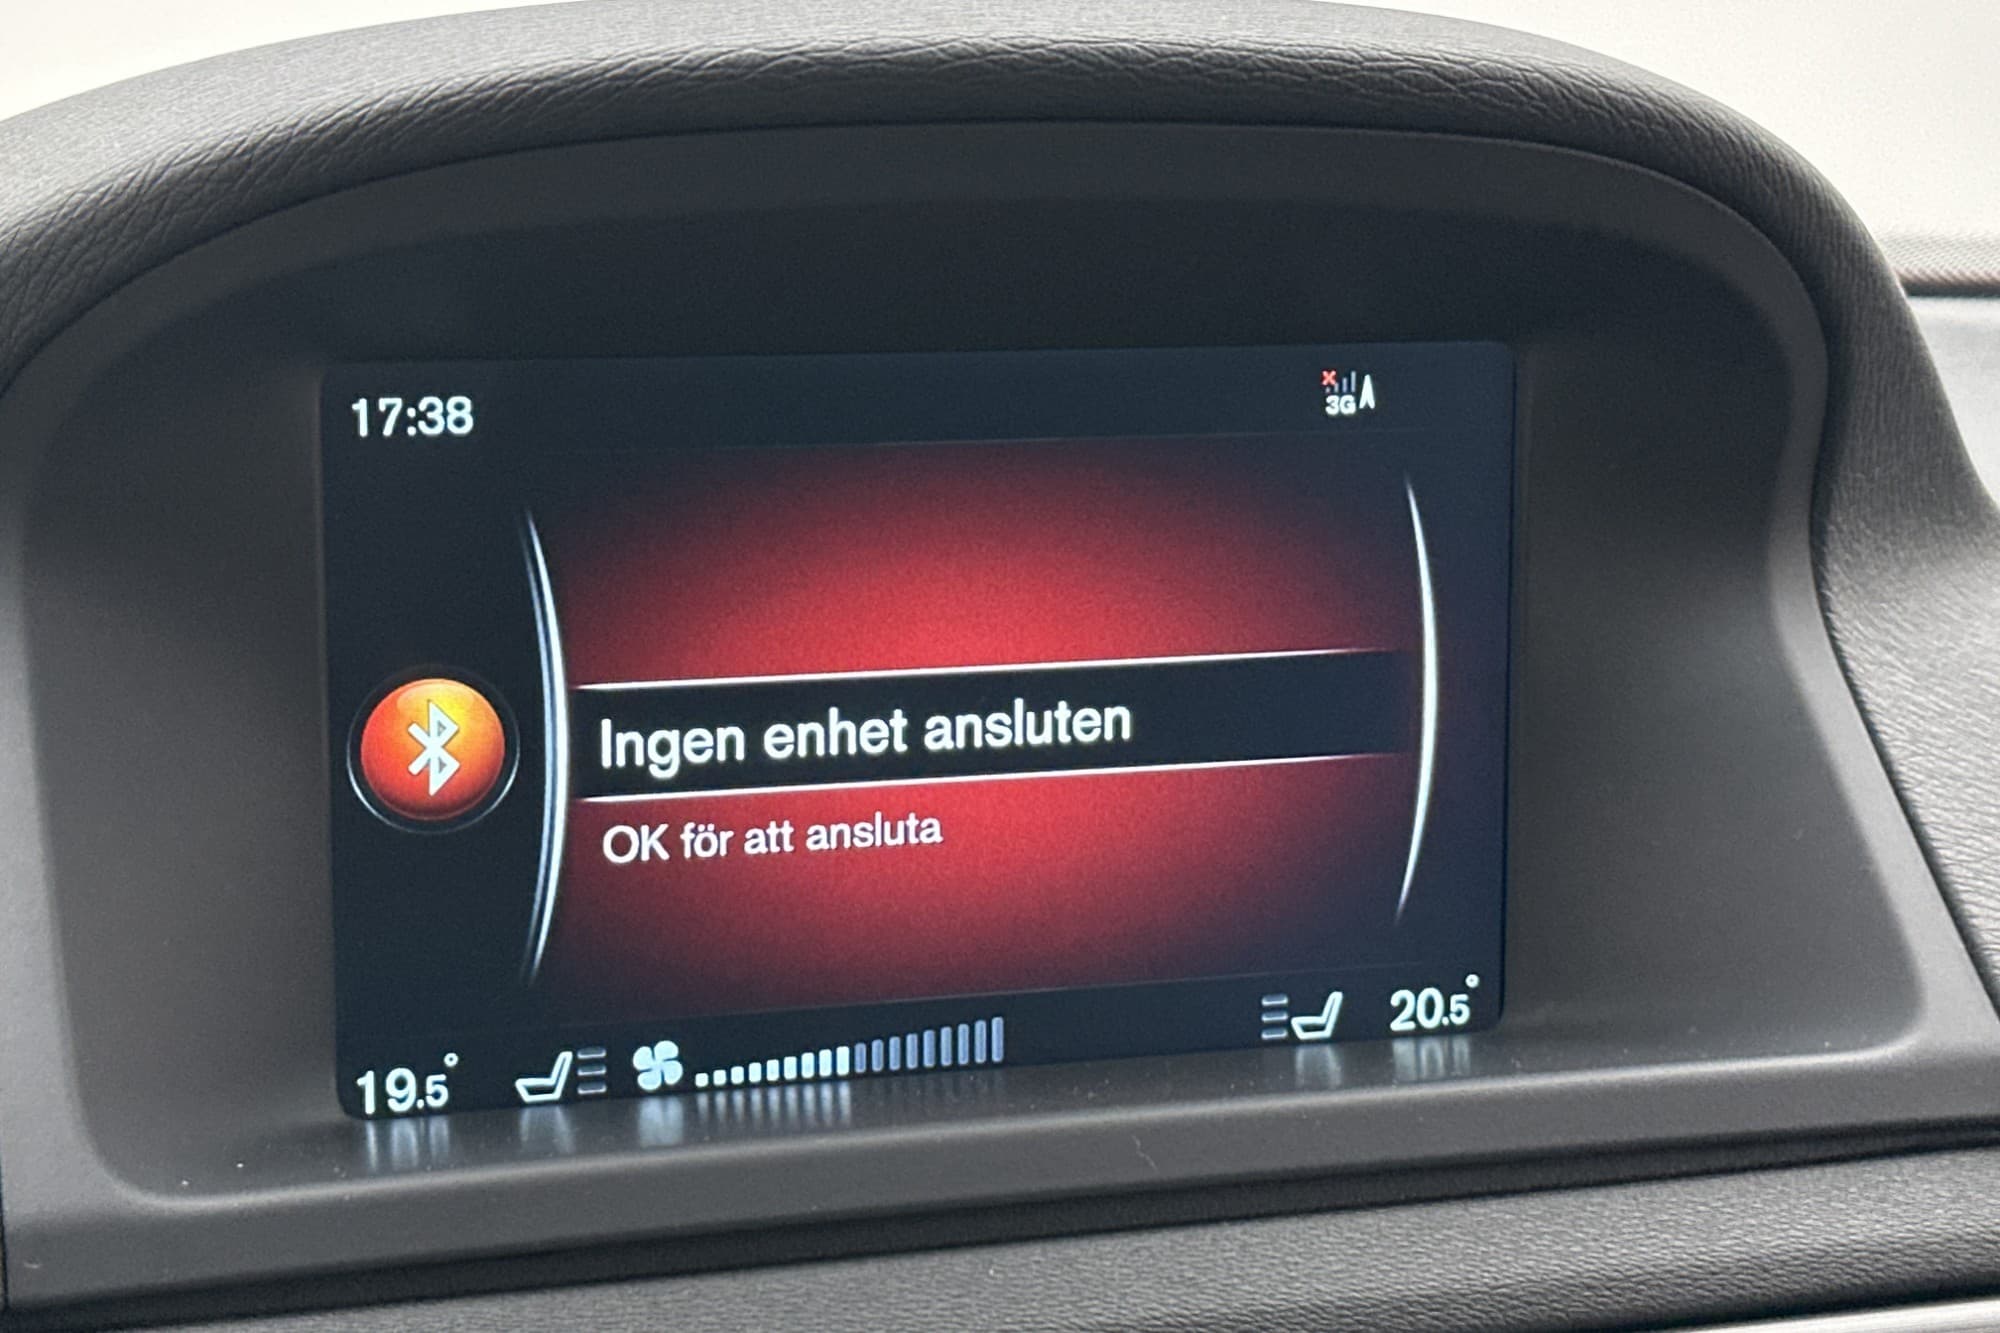 17:38
3G
Ingen enhet ansluten
OK för att ansluta
19.5°
20.5°